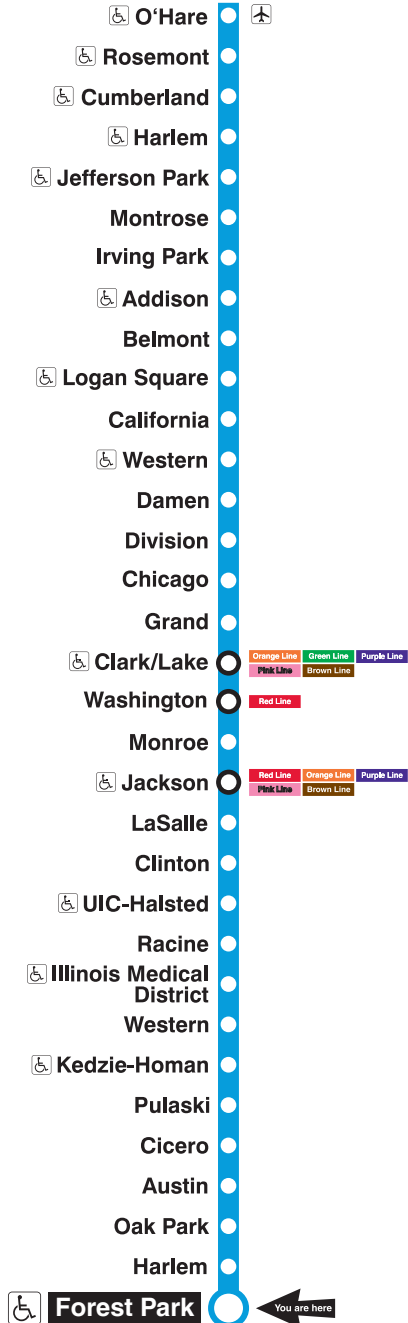 O'Hare
Rosemont
Cumberland
Harlem
Jefferson Park
Montrose
Irving Park
Addison
Belmont
Logan Square
California
Western
Damen
Division
Chicago
Grand
Clark/Lake
Orange Line Green Line Purple Line
Pink Line Brown Line
Washington
Red Line
Monroe
Jackson
Red Line Orange Line Purple Line
Pink Line Brown Line
LaSalle
Clinton
UIC-Halsted
Racine
Illinois Medical
District
Western
Kedzie-Homan
Pulaski
Cicero
Austin
Oak Park
Harlem
Forest Park
You are here